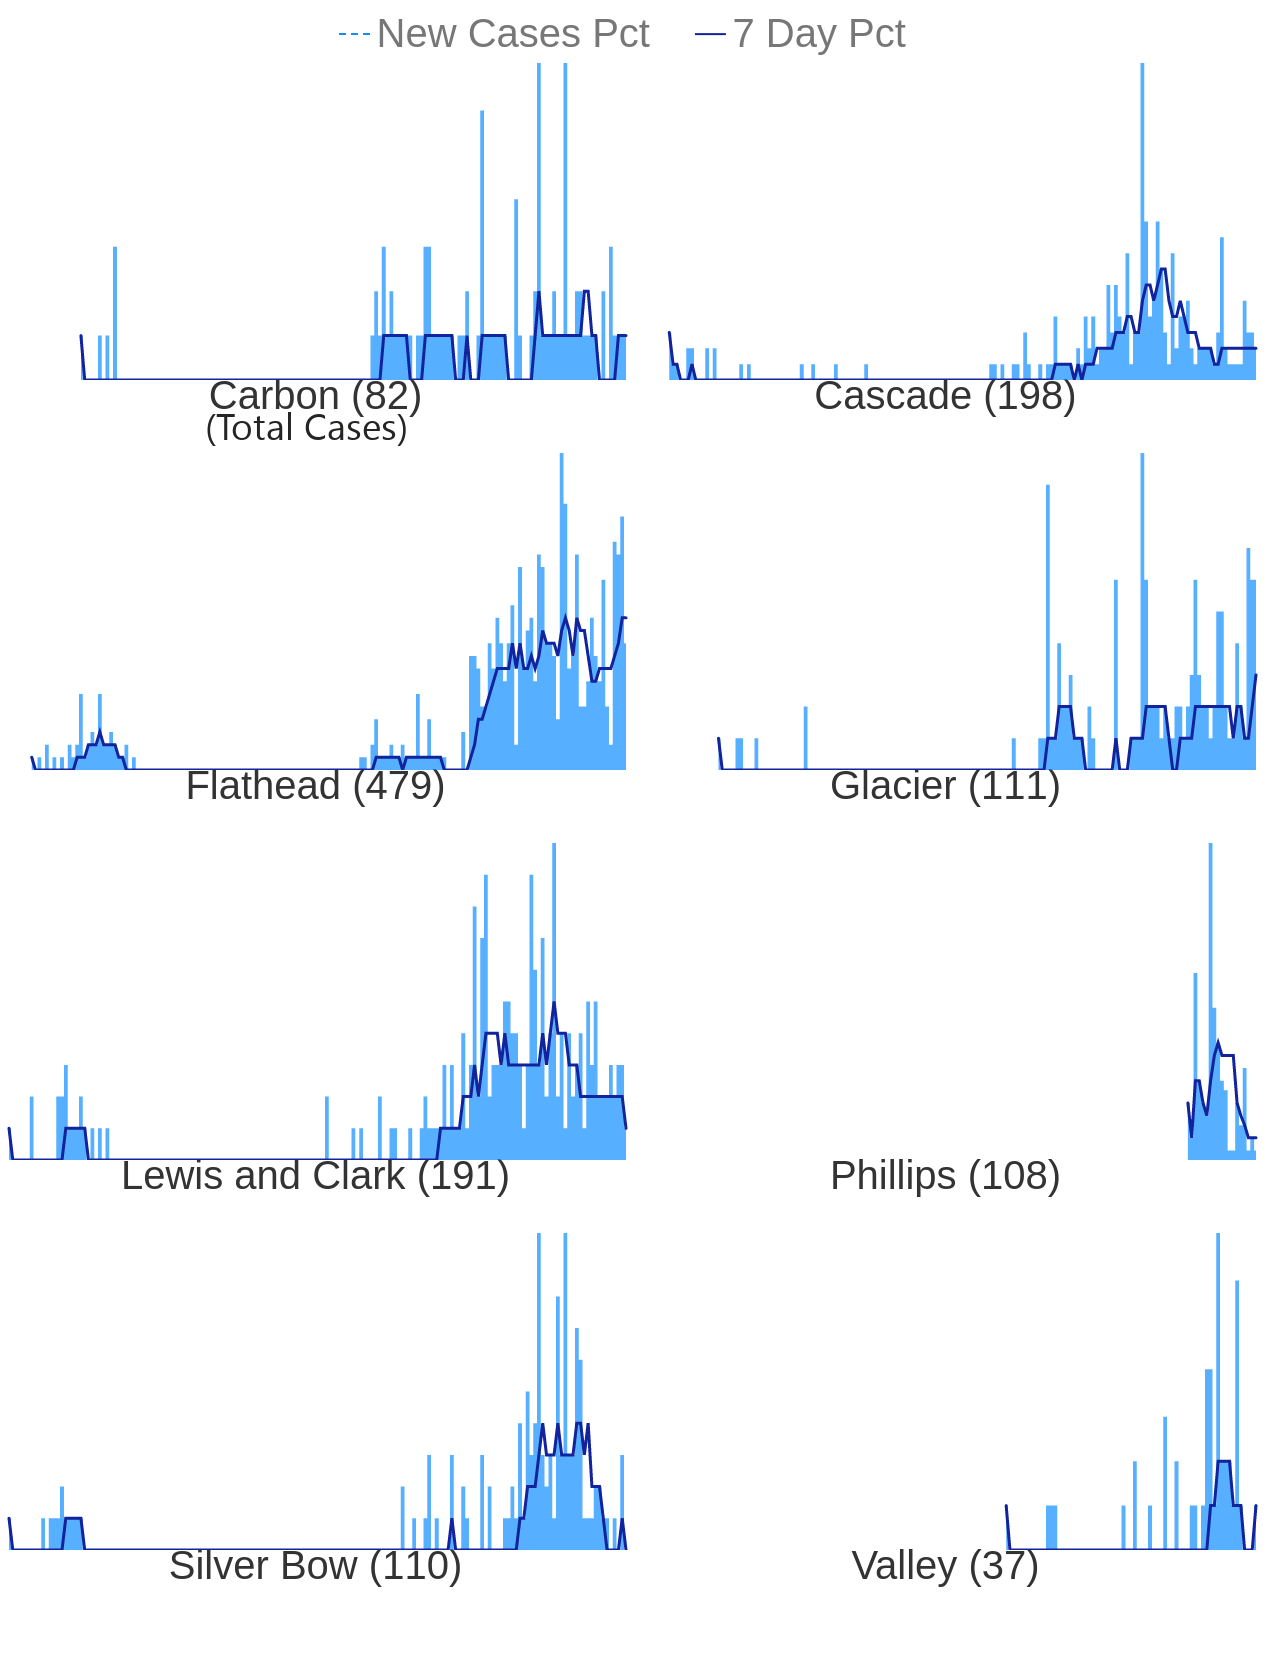 New Cases Pct 7 Day Pct
Carbon (82) Cascade (198)
(Total Cases)
Flathead (479) Glacier (111)
Lewis and Clark (191) Phillips (108)
Silver Bow (110) Valley (37)